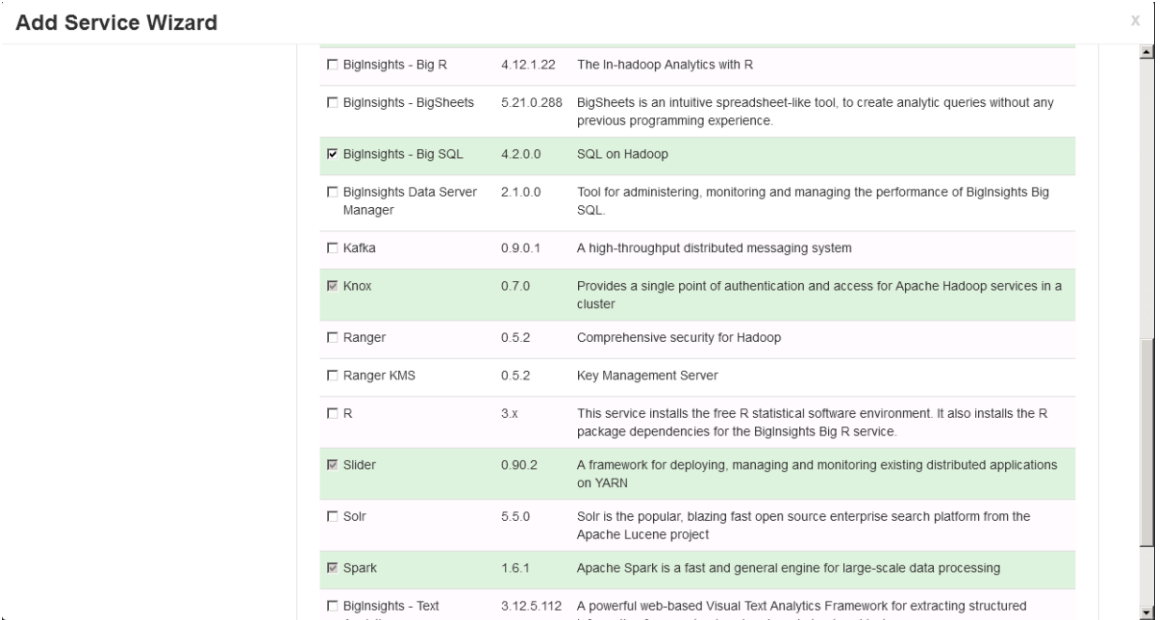 Add Service Wizard
X
BigInsights - Big R 4.12.1.22 The In-hadoop Analytics with R
BigInsights - BigSheets 5.21.0.288 BigSheets is an intuitive spreadsheet-like tool, to create analytic queries without any
previous programming experience.
BigInsights - Big SQL 4.2.0.0 SQL on Hadoop
BigInsights Data Server 2.1.0.0 Tool for administering, monitoring and managing the performance of BigInsights Big
Manager SQL.
Kafka 0.9.0.1 A high-throughput distributed messaging system
Knox 0.7.0 Provides a single point of authentication and access for Apache Hadoop services in a
cluster
Ranger 0.5.2 Comprehensive security for Hadoop
Ranger KMS 0.5.2 Key Management Server
R 3.x This service installs the free R statistical software environment. It also installs the R
package dependencies for the BigInsights Big R service.
Slider 0.90.2 A framework for deploying, managing and monitoring existing distributed applications
on YARN
Solr 5.5.0 Solr is the popular, blazing fast open source enterprise search platform from the
Apache Lucene project
Spark 1.6.1 Apache Spark is a fast and general engine for large-scale data processing
BigInsights - Text 3.12.5.112 A powerful web-based Visual Text Analytics Framework for extracting structured